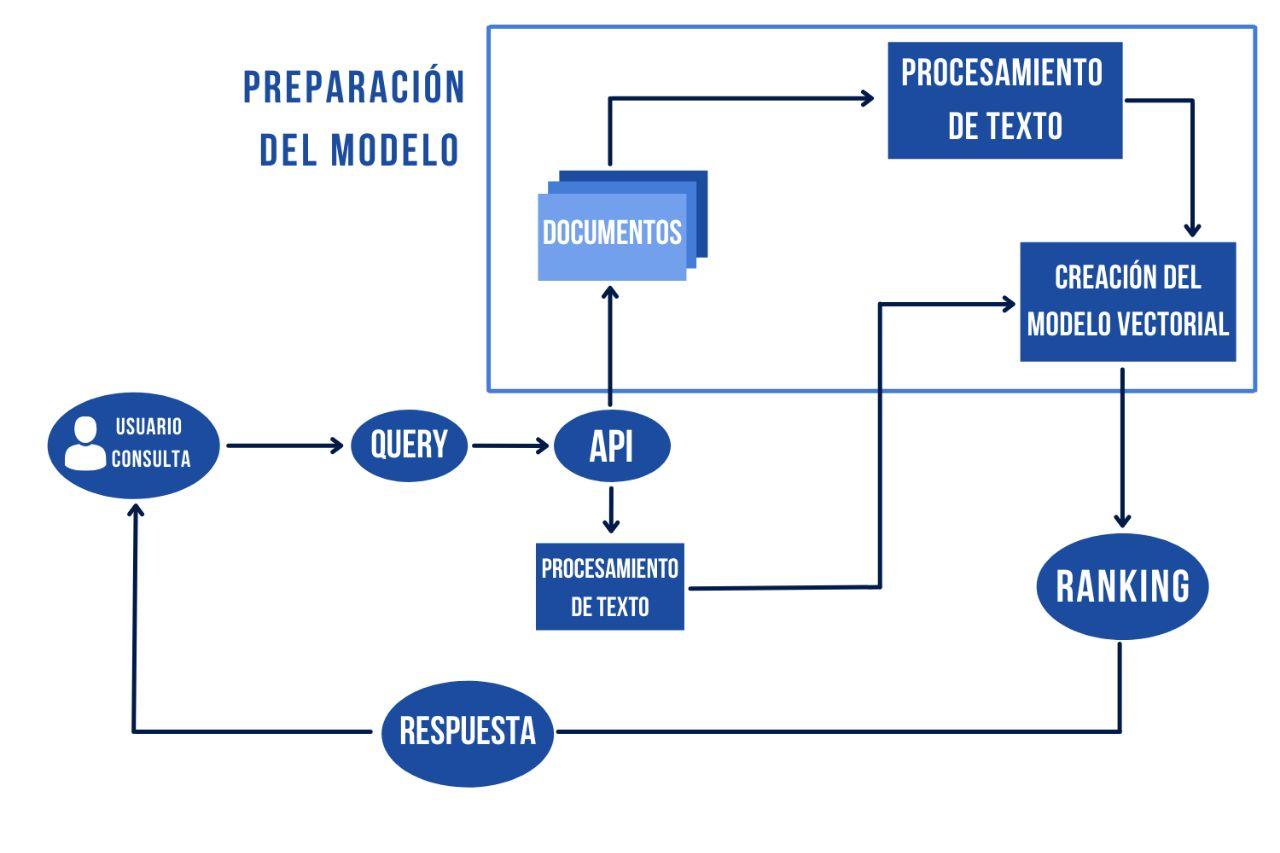 PREPARACIÓN
DEL MODELO
PROCESAMIENTO
DE TEXTO
DOCUMENTOS
CREACIÓN DEL
MODELO VECTORIAL
USUARIO
CONSULTA
QUERY
API
PROCESAMIENTO
DE TEXTO
RANKING
RESPUESTA